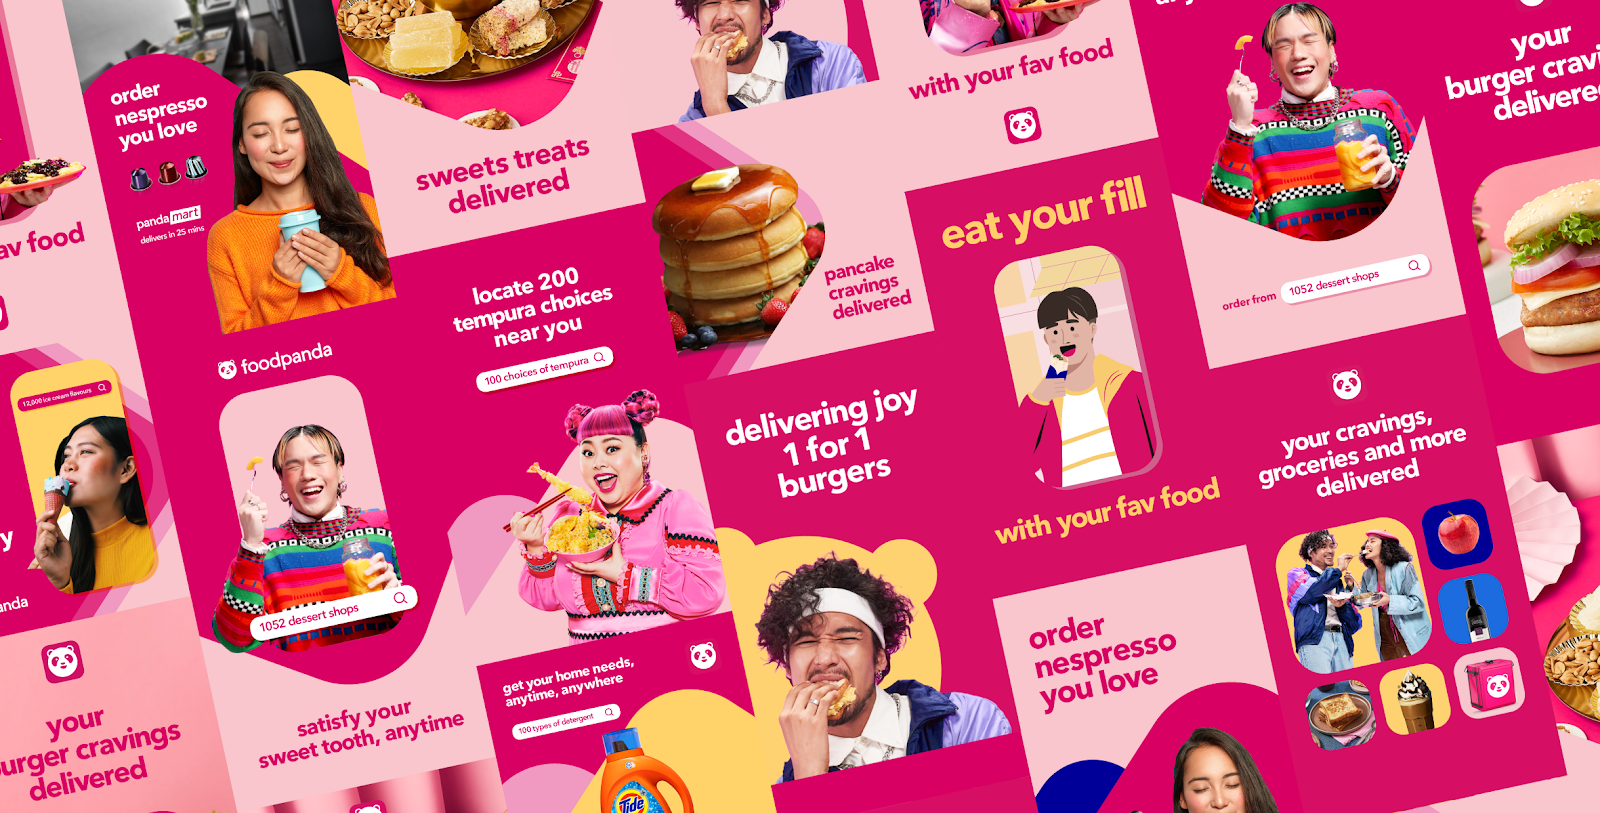 av food
12,000 ice cream flavours
your
burger cravings
delivered
order
nespresso
you love
panda mart
delivers in 25 mins
foodpanda
1052 dessert shops
satisfy your
sweet tooth, anytime
sweets treats
delivered
locate 200
tempura choices
near you
100 choices of tempura
get your home needs,
anytime, anywhere
100 types of detergent
Tide
pancake
cravings
delivered
delivering joy
1 for 1
burgers
with your fav food
eat your fill
with your fav food
order
nespresso
you love
order from
1052 dessert shops
your cravings,
groceries and more
delivered
your
burger cravi
delivere